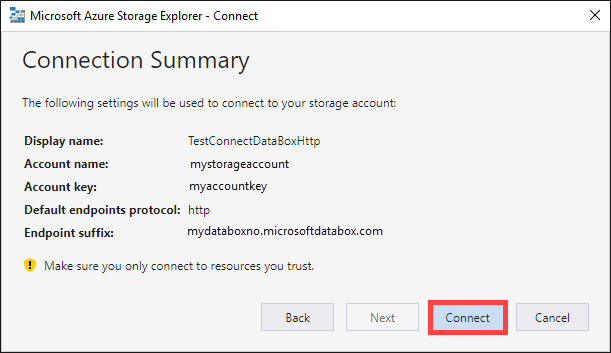 Microsoft Azure Storage Explorer - Connect
Connection Summary
The following settings will be used to connect to your storage account:
Display name: TestConnectDataBoxHttp
Account name: mystorageaccount
Account key: myaccountkey
Default endpoints protocol: http
Endpoint suffix: mydataboxno.microsoftdatabox.com
Make sure you only connect to resources you trust.
Back Next Connect Cancel